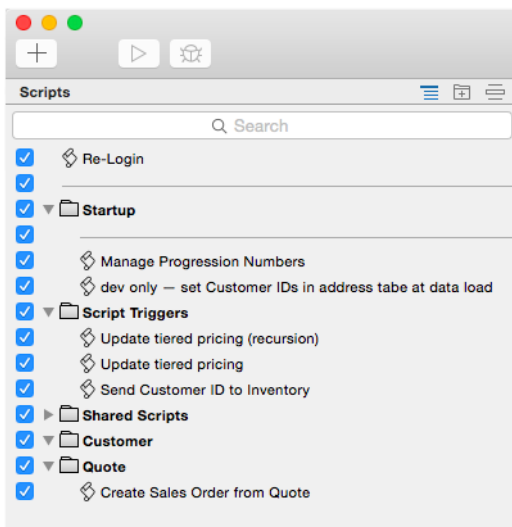 Scripts
Search
Re-Login
Startup
Manage Progression Numbers
dev only — set Customer IDs in address tabe at data load
Script Triggers
Update tiered pricing (recursion)
Update tiered pricing
Send Customer ID to Inventory
Shared Scripts
Customer
Quote
Create Sales Order from Quote